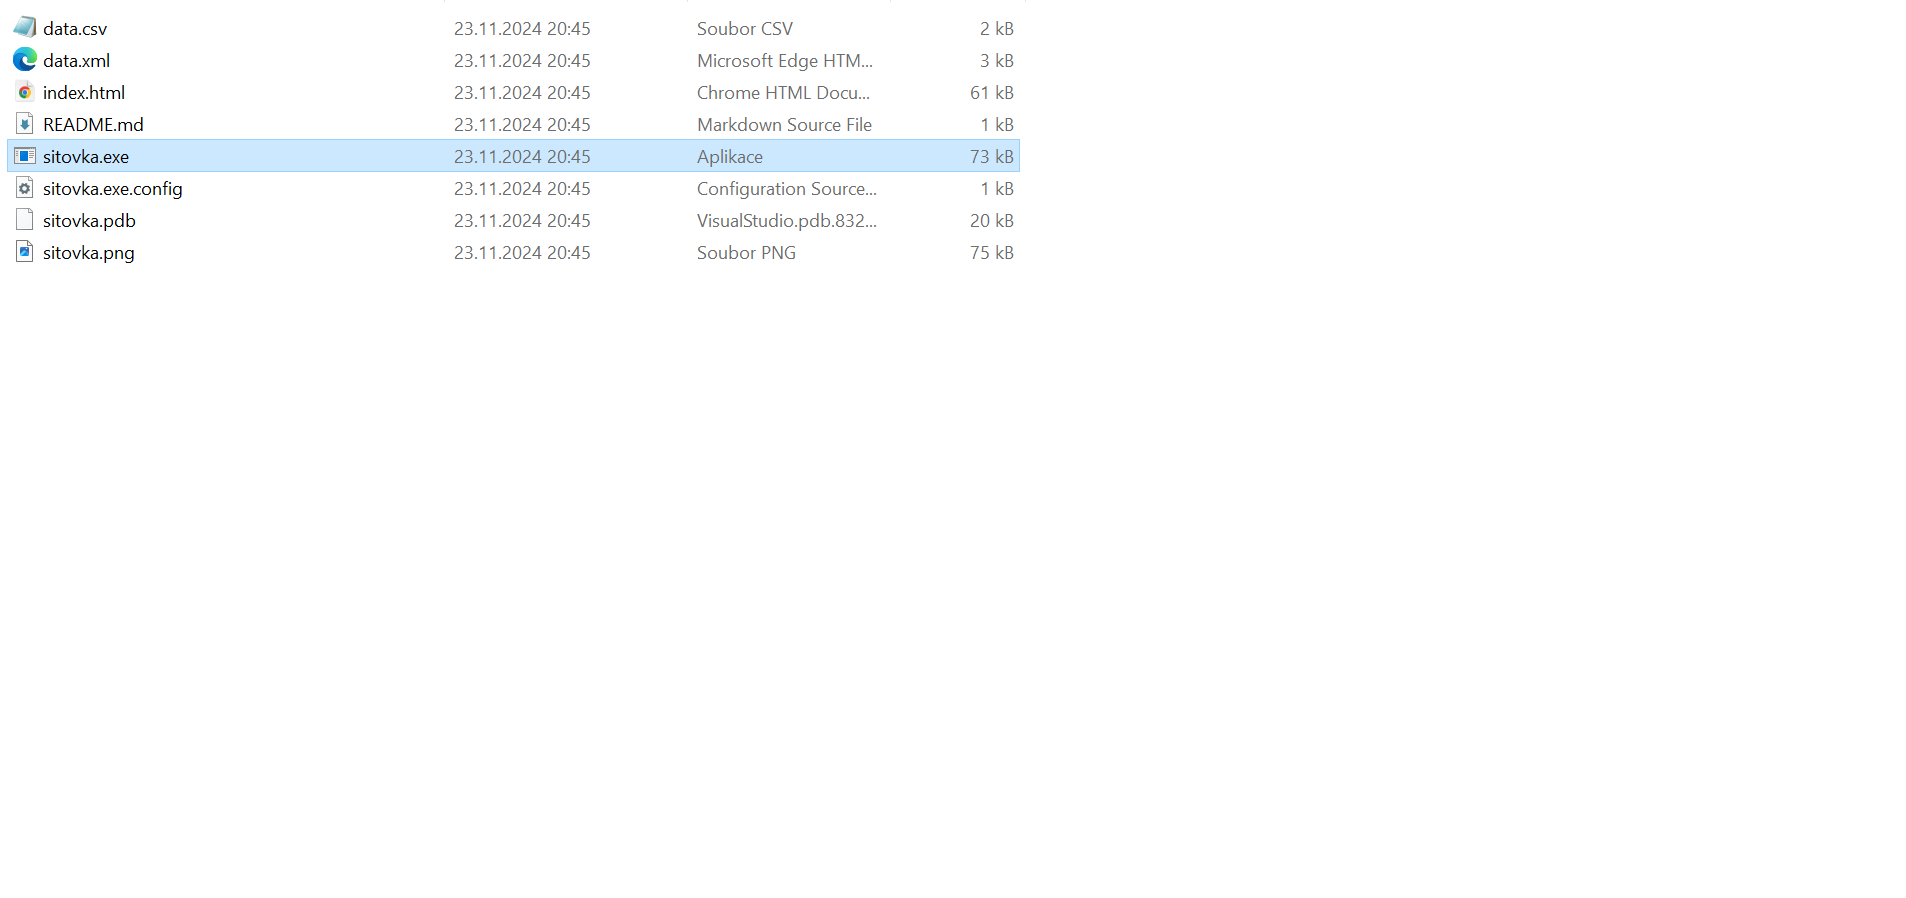 data.csv 23.11.2024 20:45 Soubor CSV 2 kB
data.xml 23.11.2024 20:45 Microsoft Edge HTM... 3 kB
index.html 23.11.2024 20:45 Chrome HTML Docu... 61 kB
README.md 23.11.2024 20:45 Markdown Source File 1 kB
sitovka.exe 23.11.2024 20:45 Aplikace 73 kB
sitovka.exe.config 23.11.2024 20:45 Configuration Source... 1 kB
sitovka.pdb 23.11.2024 20:45 VisualStudio.pdb.832... 20 kB
sitovka.png 23.11.2024 20:45 Soubor PNG 75 kB